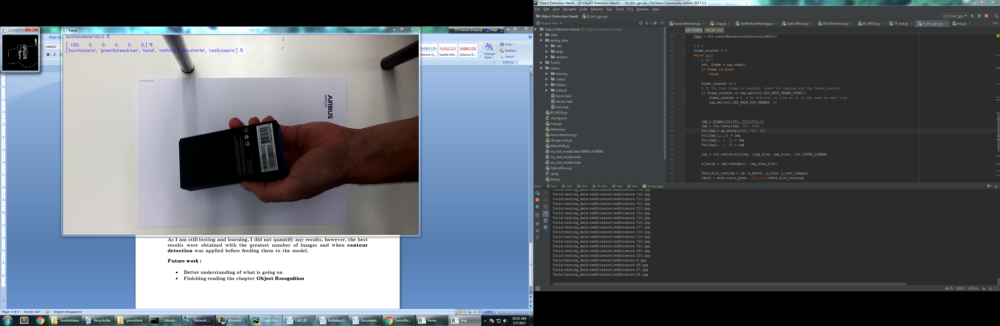 frame
FR French (France)
Help
Page Lay
cmbx12
B I
boxHololens100.0 %
[ 100. 0. 0. 0. 0. 0.] %
['boxHololens', 'greenScrewdriver', 'hand', 'nothing', 'pinceVerte', 'redScissors'] %
AIRBUS
GROUP
AaBbCcDc AaBbCcDc AaBbCcDc
Intense Q... Subtle Ref... Intense R...
Change Styles
Find
Replace
Select
Editing
As I am still testing and learning, I did not quantify any results, however, the best
results were obtained with the greatest number of images and when contour
detection was applied before feeding them to the model.
Future work :
• Better understanding of what is going on
• Finishing reading the chapter Object Recognition
Page: 3 of 3 Words: 567 English (Singapore) 120%
boxHololens Recycle Bin pinceVerte C:\Windo... Network ... Windows ... Object Det... Call7_07 - ... Birthdays (... Document... Tensorflo... frame img
10:35 AM
7/7/2017
Object Detection Hands - [D:\Object Detection Hands] - ...\tf_test_gpu.py - PyCharm Community Edition 2017.1.2
File Edit View Navigate Code Refactor Run Tools VCS Window Help
Object Detection Hands tf_test_gpu.py
tf_test_gpu
Project Files
hand detection.py Crop.py TestFeatureHomog.py OpticalFlow.py WristDetection.py BS_MOG.py TF_test.py tf_test_gpu.py test.py
Object Detection Hands (D:\Object Detection Hands)
.idea
testing_data
cats
dogs
random
Tools2
videos
training
video3
Videos
videos2
hand.mp4
hand1.mp4
test.mp4
BS_MOG.py
checkpoint
Crop.py
dataset.py
hand detection.py
Hangar_test.py
MeanShift.py
my_test_model.data-00000-of-00001
my_test_model.index
my_test_model.meta
OpticalFlow.py
t.png
test.py
if video while (1)
64 fgbg = cv2.createBackgroundSubtractorMOG2()
65
66 i = 0
67 frame_counter = 0
68 while (1):
69 i += 1
70 ret, frame = cap.read()
71 if frame is None:
72 break
73
74 frame_counter += 1
75 # If the last frame is reached, reset the capture and the frame_counter
76 if frame_counter == cap.get(cv2.CAP_PROP_FRAME_COUNT):
77 frame_counter = 0 # Or whatever as long as it is the same as next line
78 cap.set(cv2.CAP_PROP_POS_FRAMES, 0)
79
80
81
82 img = frame[165:650, 300:1000,:]
83 img = cv2.Canny(img, 100, 200)
84 fullImg = np.zeros((485, 700, 3))
85 fullImg[:,:,0] = img
86 fullImg[:, :, 1] = img
87 fullImg[:, :, 2] = img
88
89 img = cv2.resize(fullImg, (img_size, img_size), cv2.INTER_LINEAR)
90
91 x_batch = img.reshape(1, img_size_flat)
92
93 feed_dict_testing = {x: x_batch, y_true: y_test_images}
94 table = sess.run(y_pred, feed_dict=feed_dict_testing)
Run: test test test TF_test test test tf_test_gpu
Tools\testing_data\redScissors\redScissors.709.jpg
Tools\testing_data\redScissors\redScissors.710.jpg
Tools\testing_data\redScissors\redScissors.711.jpg
Tools\testing_data\redScissors\redScissors.712.jpg
Tools\testing_data\redScissors\redScissors.713.jpg
Tools\testing_data\redScissors\redScissors.714.jpg
Tools\testing_data\redScissors\redScissors.715.jpg
Tools\testing_data\redScissors\redScissors.716.jpg
Tools\testing_data\redScissors\redScissors.717.jpg
Tools\testing_data\redScissors\redScissors.718.jpg
Tools\testing_data\redScissors\redScissors.719.jpg
Tools\testing_data\redScissors\redScissors.720.jpg
Tools\testing_data\redScissors\redScissors.721.jpg
Tools\testing_data\redScissors\redScissors.722.jpg
Tools\testing_data\redScissors\redScissors.723.jpg
Tools\testing_data\redScissors\redScissors.8.jpg
Tools\testing_data\redScissors\redScissors.80.jpg
Tools\testing_data\redScissors\redScissors.87.jpg
Tools\testing_data\redScissors\redScissors.88.jpg
84:35 CRLF UTF-8